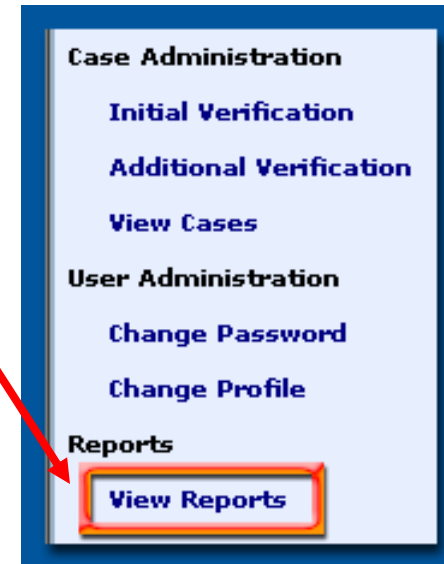 Case Administration
Initial Verification
Additional Verification
View Cases
User Administration
Change Password
Change Profile
Reports
View Reports